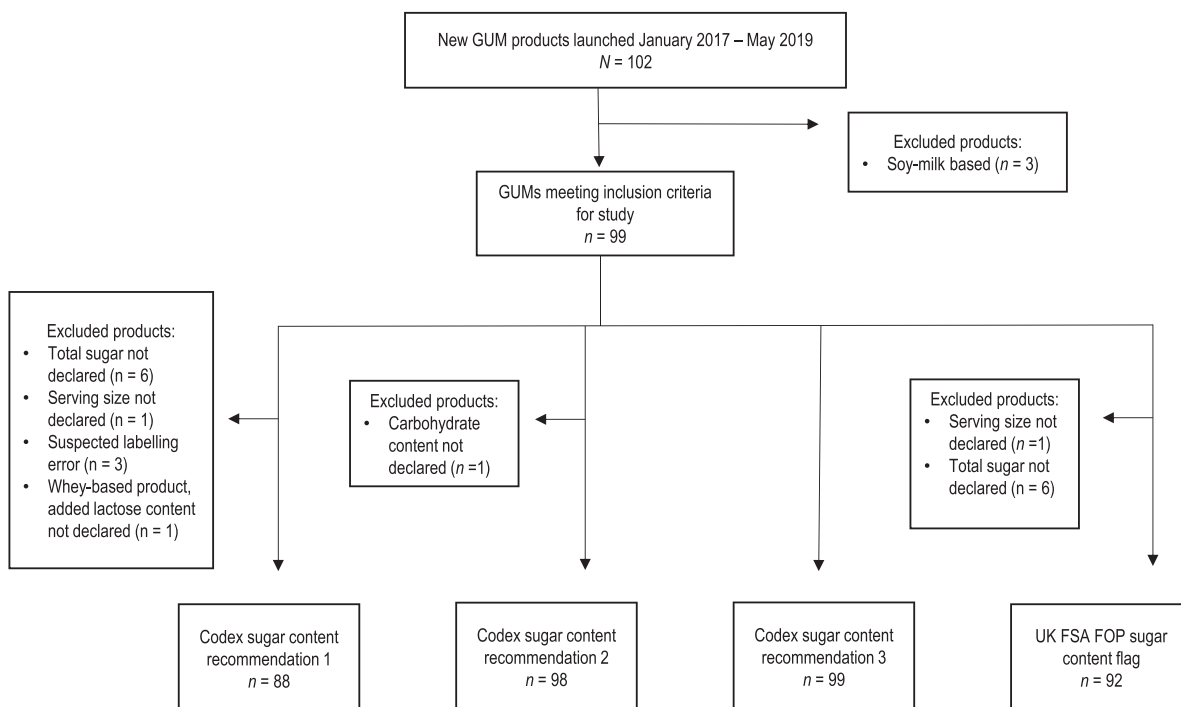 New GUM products launched January 2017 – May 2019
N = 102
Excluded products:
• Soy-milk based (n = 3)
GUMs meeting inclusion criteria
for study
n = 99
Excluded products:
• Total sugar not
declared (n = 6)
• Serving size not
declared (n = 1)
• Suspected labelling
error (n = 3)
• Whey-based product,
added lactose content
not declared (n = 1)
Excluded products:
• Carbohydrate
content not
declared (n =1)
Excluded products:
• Serving size not
declared (n =1)
• Total sugar not
declared (n = 6)
Codex sugar content
recommendation 1
n = 88
Codex sugar content
recommendation 2
n = 98
Codex sugar content
recommendation 3
n = 99
UK FSA FOP sugar
content flag
n = 92